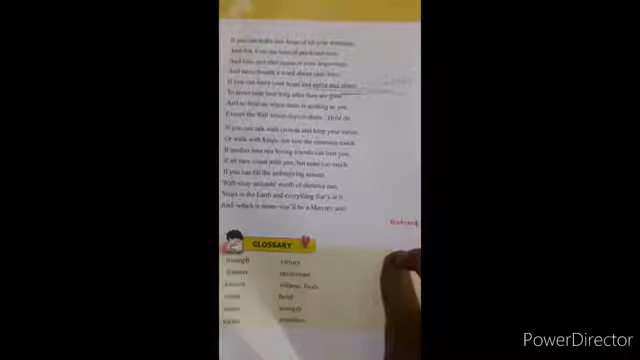 If you can make one heap of all your winnings
And risk it on one turn of pitch-and-toss,
And lose, and start again at your beginnings
And never breathe a word about your loss;
If you can force your heart and nerve and sinew
To serve your turn long after they are gone
And so hold on when there is nothing in you
Except the Will which says to them: 'Hold on
If you can talk with crowds and keep your virtue,
Or walk with Kings, nor lose the common touch
If neither foes nor loving friends can hurt you,
If all men count with you, but none too much
If you can fill the unforgiving minute
With sixty seconds' worth of distance run,
Yours is the Earth and everything that's in it,
And-which is more-you'll be a Man my son!
GLOSSARY
triumph victory
disaster
knaves fools
heap
sinew strength
PowerDirector